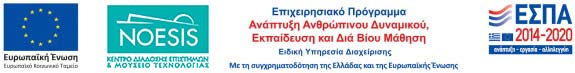 Ευρωπαϊκή Ένωση
Ευρωπαϊκό Κοινωνικό Ταμείο
NOESIS
ΚΕΝΤΡΟ ΔΙΑΔΟΣΗΣ ΕΠΙΣΤΗΜΩΝ
& ΜΟΥΣΕΙΟ ΤΕΧΝΟΛΟΓΙΑΣ
Επιχειρησιακό Πρόγραμμα
Ανάπτυξη Ανθρώπινου Δυναμικού,
Εκπαίδευση και Διά Βίου Μάθηση
Ειδική Υπηρεσία Διαχείρισης
Με τη συγχρηματοδότηση της Ελλάδας και της Ευρωπαϊκής Ένωσης
ΕΣΠΑ
2014-2020
ανάπτυξη - εργασία - αλληλεγγύη